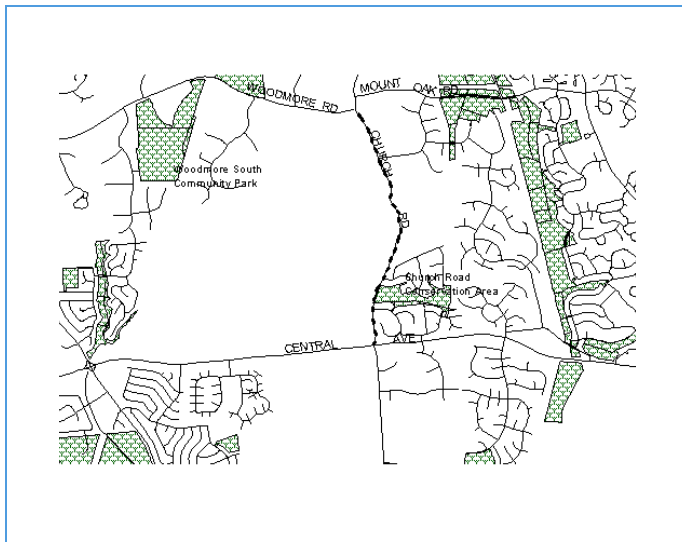 WOODMORE RD
MOUNT OAK RD
CHURCH RD
Woodmore South
Community Park
Church Road
Conservation Area
CENTRAL AVE